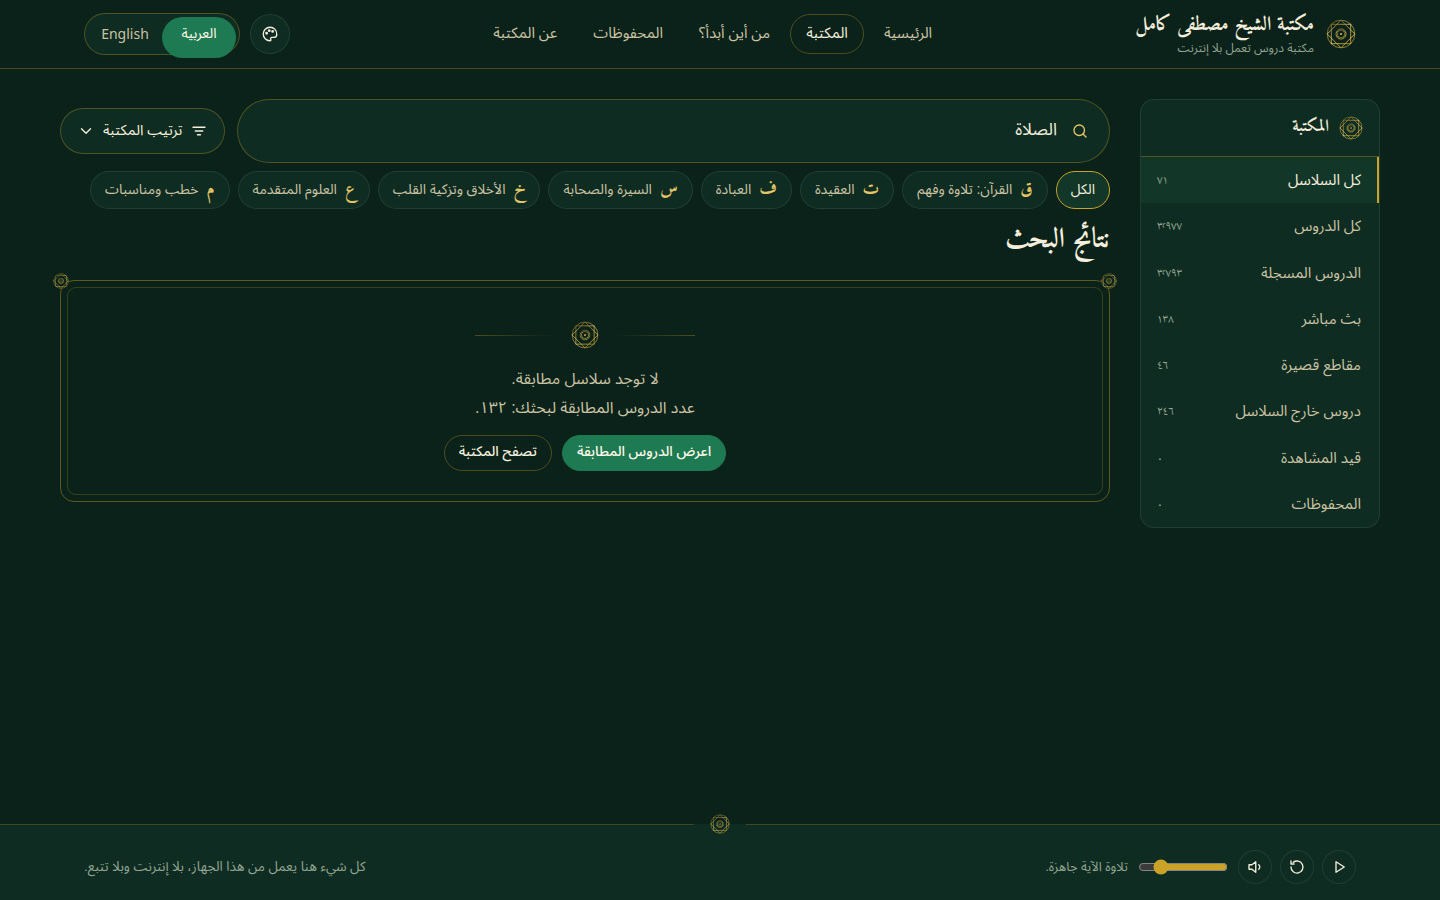 مكتبة الشيخ مصطفى كامل
مكتبة دروس تعمل بلا إنترنت
الرئيسية
المكتبة
من أين أبدأ؟
المحفوظات
عن المكتبة
العربية
English
المكتبة
كل السلاسل ٧١
كل الدروس ٣٬٩٧٧
الدروس المسجلة ٣٬٧٩٣
بث مباشر ١٣٨
مقاطع قصيرة ٤٦
دروس خارج السلاسل ٢٤٦
قيد المشاهدة ٠
المحفوظات ٠
الصلاة
ترتيب المكتبة
الكل
ق القرآن: تلاوة وفهم
ت العقيدة
ف العبادة
س السيرة والصحابة
خ الأخلاق وتزكية القلب
ع العلوم المتقدمة
م خطب ومناسبات
نتائج البحث
لا توجد سلاسل مطابقة.
عدد الدروس المطابقة لبحثك: ١٣٢.
اعرض الدروس المطابقة
تصفح المكتبة
تلاوة الآية جاهزة.
كل شيء هنا يعمل من هذا الجهاز، بلا إنترنت وبلا تتبع.